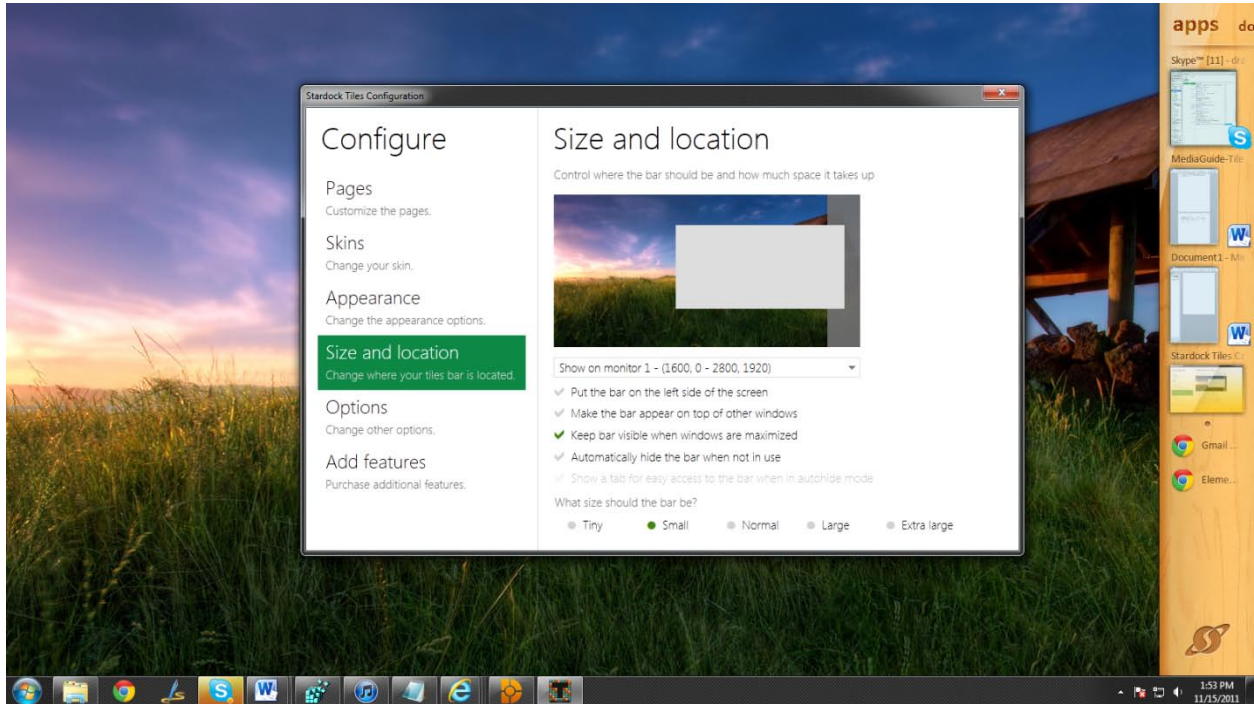 apps
Skype™ [11] - dra
MediaGuide-Tile
Document1 - Mi
Stardock Tiles C
Gmail...
Eleme...
Stardock Tiles Configuration
Configure
Pages
Customize the pages.
Skins
Change your skin.
Appearance
Change the appearance options.
Size and location
Change where your tiles bar is located.
Options
Change other options.
Add features
Purchase additional features.
Size and location
Control where the bar should be and how much space it takes up
Show on monitor 1 - (1600, 0 - 2800, 1920)
Put the bar on the left side of the screen
Make the bar appear on top of other windows
Keep bar visible when windows are maximized
Automatically hide the bar when not in use
Show a tab for easy access to the bar when in autohide mode
What size should the bar be?
Tiny Small Normal Large Extra large
1:53 PM
11/15/2011